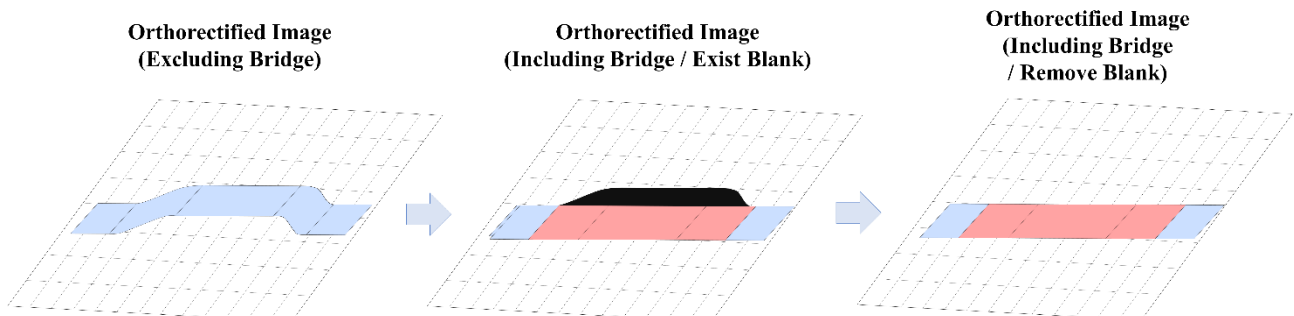 Orthorectified Image
(Excluding Bridge)
Orthorectified Image
(Including Bridge / Exist Blank)
Orthorectified Image
(Including Bridge
/ Remove Blank)